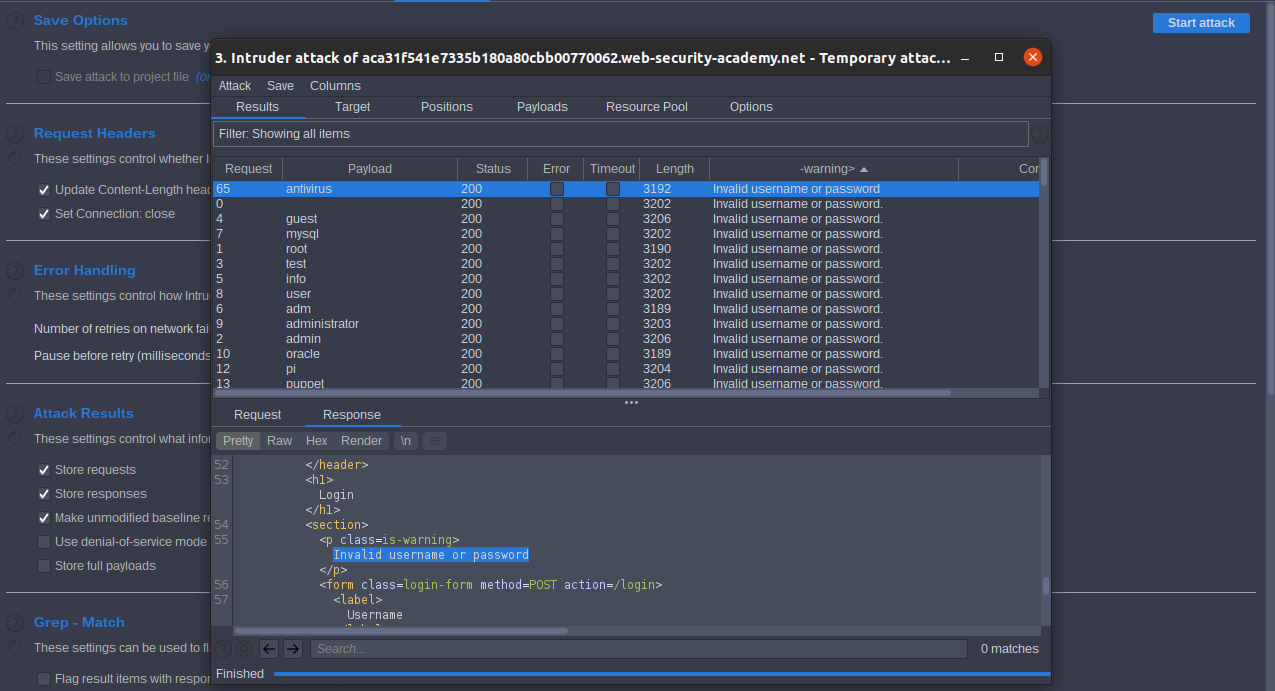 Save Options
Start attack
This setting allows you to save y
Save attack to project file (o
Request Headers
These settings control whether I
Update Content-Length head
Set Connection: close
Error Handling
These settings control how Intru
Number of retries on network fai
Pause before retry (milliseconds
Attack Results
These settings control what infor
Store requests
Store responses
Make unmodified baseline re
Use denial-of-service mode
Store full payloads
Grep - Match
These settings can be used to fl
Flag result items with respon
3. Intruder attack of aca31f541e7335b180a80cbb00770062.web-security-academy.net - Temporary attac...
Attack Save Columns
Results Target Positions Payloads Resource Pool Options
Filter: Showing all items
Request Payload Status Error Timeout Length -warning> Cor
65 antivirus 200 3192 Invalid username or password
0 200 3202 Invalid username or password.
4 guest 200 3206 Invalid username or password.
7 mysql 200 3202 Invalid username or password.
1 root 200 3190 Invalid username or password.
3 test 200 3202 Invalid username or password.
5 info 200 3202 Invalid username or password.
8 user 200 3202 Invalid username or password.
6 adm 200 3189 Invalid username or password.
9 administrator 200 3203 Invalid username or password.
2 admin 200 3206 Invalid username or password.
10 oracle 200 3189 Invalid username or password.
12 pi 200 3204 Invalid username or password.
13 puppet 200 3206 Invalid username or password.
Request Response
Pretty Raw Hex Render \n
52 </header>
53 <h1>
Login
</h1>
54 <section>
55 <p class=is-warning>
Invalid username or password
</p>
56 <form class=login-form method=POST action=/login>
57 <label>
Username
Search...
0 matches
Finished